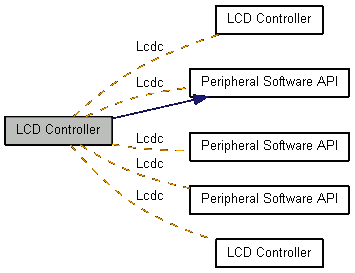 LCD Controller
Lcdc
Lcdc
Peripheral Software API
LCD Controller
Lcdc
Peripheral Software API
Lcdc
Lcdc
Peripheral Software API
LCD Controller